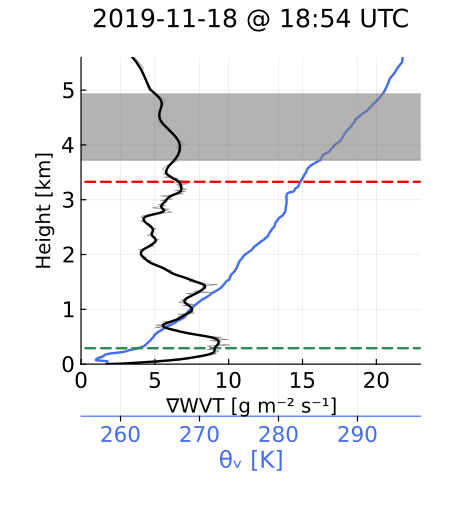 2019-11-18 @ 18:54 UTC
Height [km]
5
4
3
2
1
0
0 5 10 15 20
∇WVT [g m⁻² s⁻¹]
260 270 280 290
θᵥ [K]